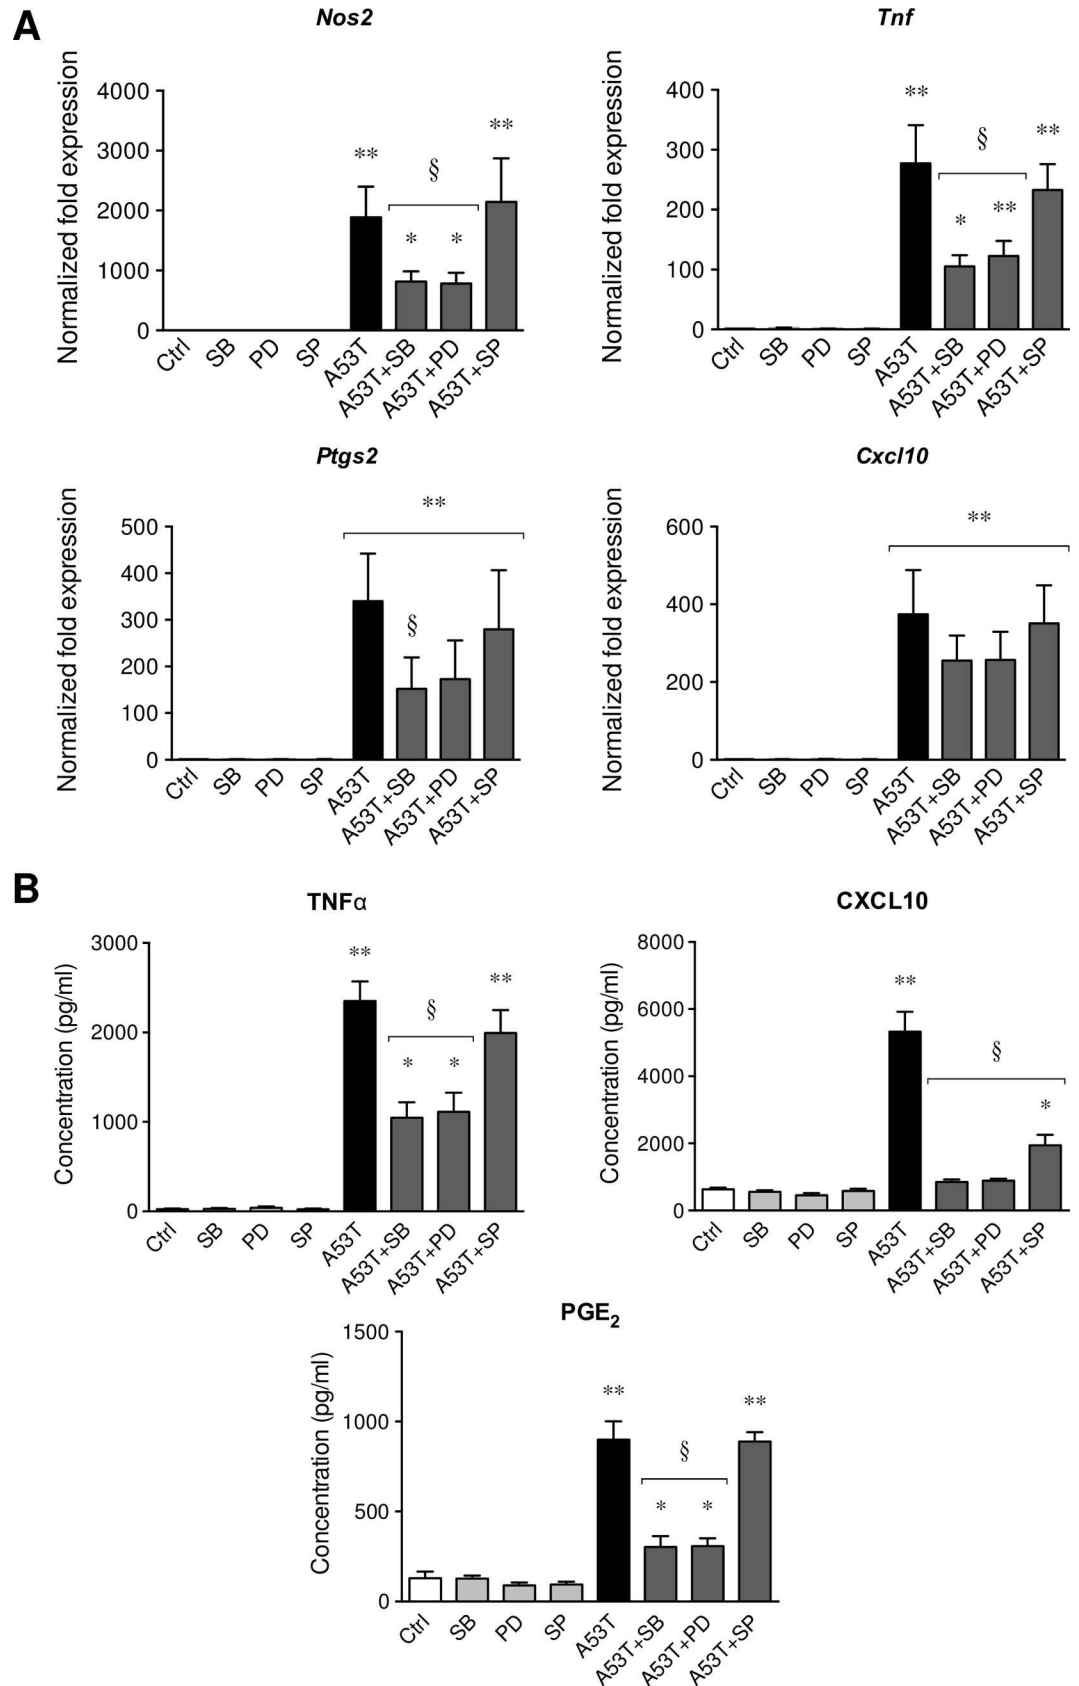 A
Nos2
Normalized fold expression
4000
3000
2000
1000
0
**
§
*
*
**
Ctrl
SB
PD
SP
A53T
A53T+SB
A53T+PD
A53T+SP
Tnf
Normalized fold expression
400
300
200
100
0
**
§
*
**
**
Ctrl
SB
PD
SP
A53T
A53T+SB
A53T+PD
A53T+SP
Ptgs2
Normalized fold expression
500
400
300
200
100
0
**
§
Ctrl
SB
PD
SP
A53T
A53T+SB
A53T+PD
A53T+SP
Cxcl10
Normalized fold expression
600
400
200
0
**
Ctrl
SB
PD
SP
A53T
A53T+SB
A53T+PD
A53T+SP
B
TNFα
Concentration (pg/ml)
3000
2000
1000
0
**
§
*
*
**
Ctrl
SB
PD
SP
A53T
A53T+SB
A53T+PD
A53T+SP
CXCL10
Concentration (pg/ml)
8000
6000
4000
2000
0
**
§
*
Ctrl
SB
PD
SP
A53T
A53T+SB
A53T+PD
A53T+SP
PGE2
Concentration (pg/ml)
1500
1000
500
0
**
§
*
*
**
Ctrl
SB
PD
SP
A53T
A53T+SB
A53T+PD
A53T+SP